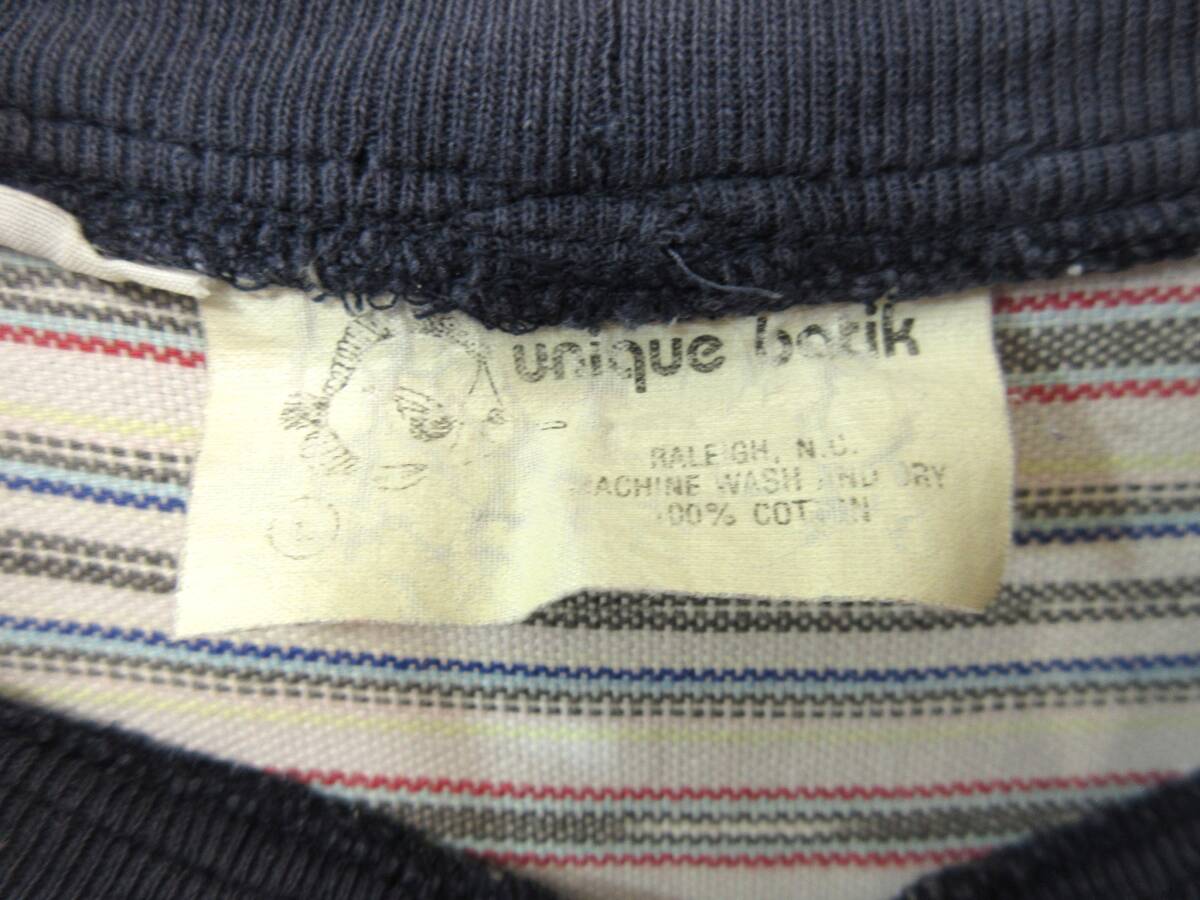 unique batik
RALEIGH, N.C.
MACHINE WASH AND DRY
100% COTTON